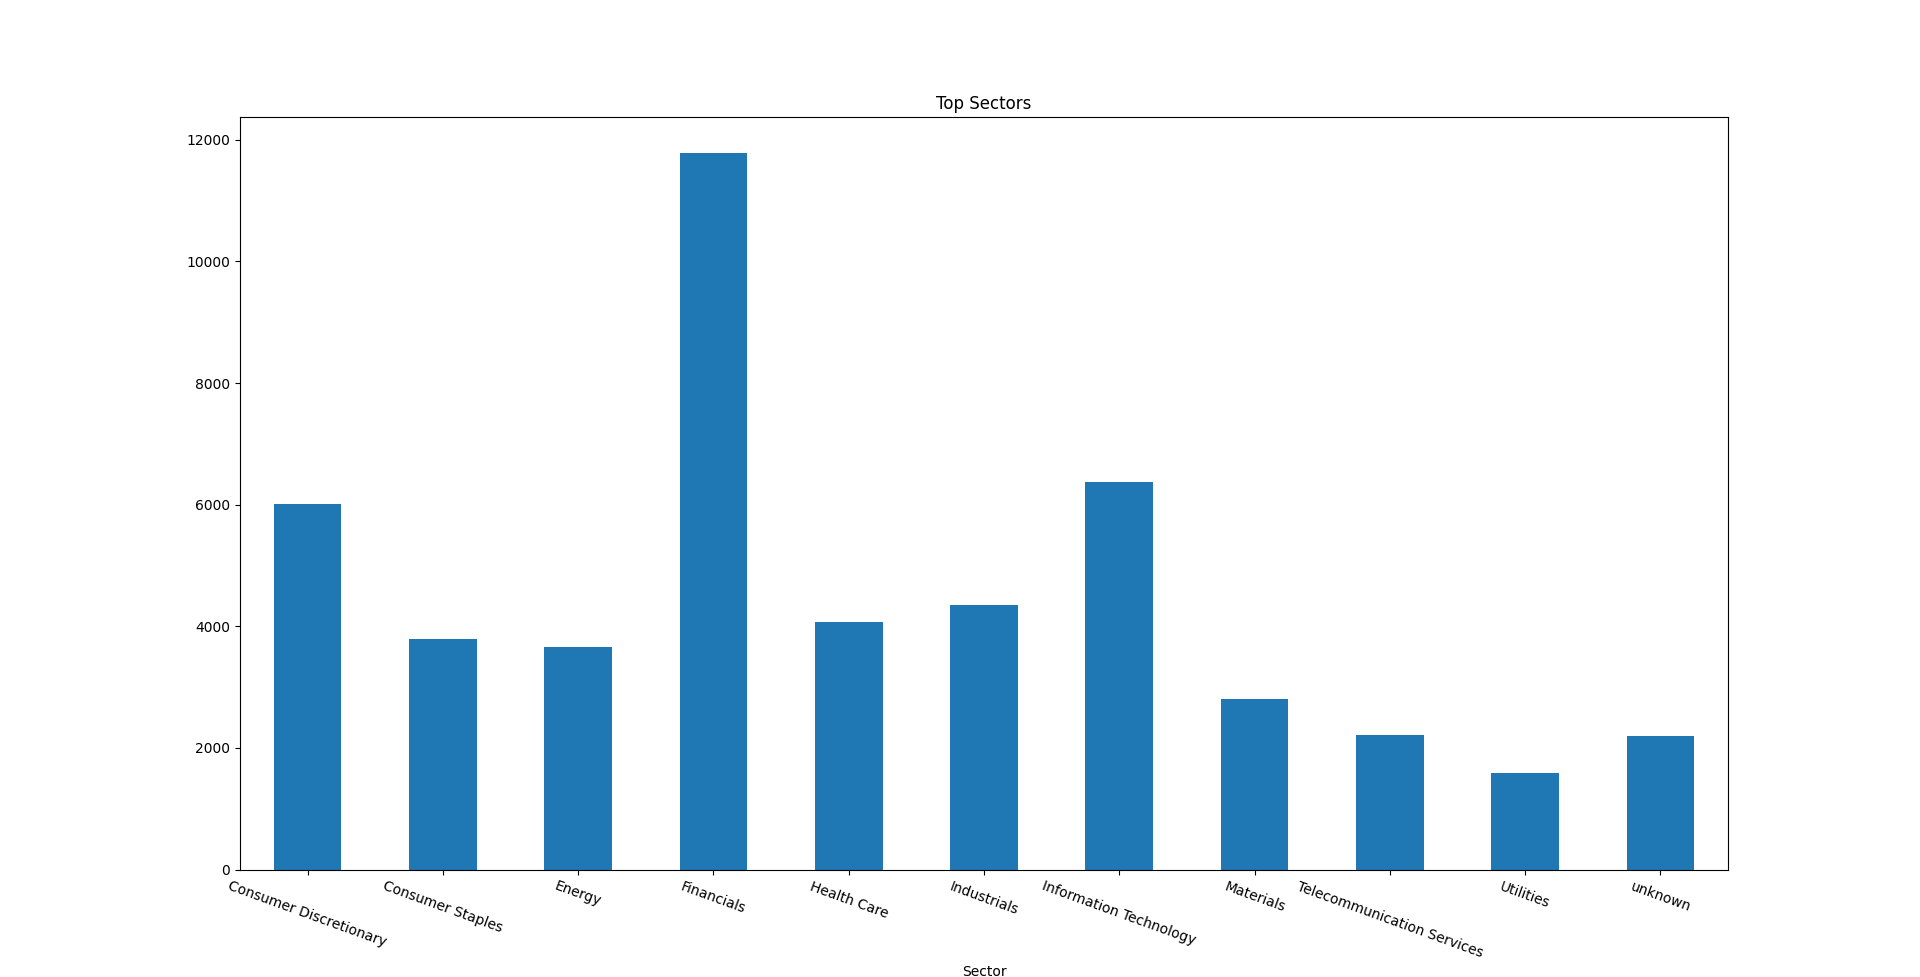 Top Sectors
12000
10000
8000
6000
4000
2000
0
Consumer Discretionary
Consumer Staples
Energy
Financials
Health Care
Industrials
Information Technology
Materials
Telecommunication Services
Utilities
unknown
Sector